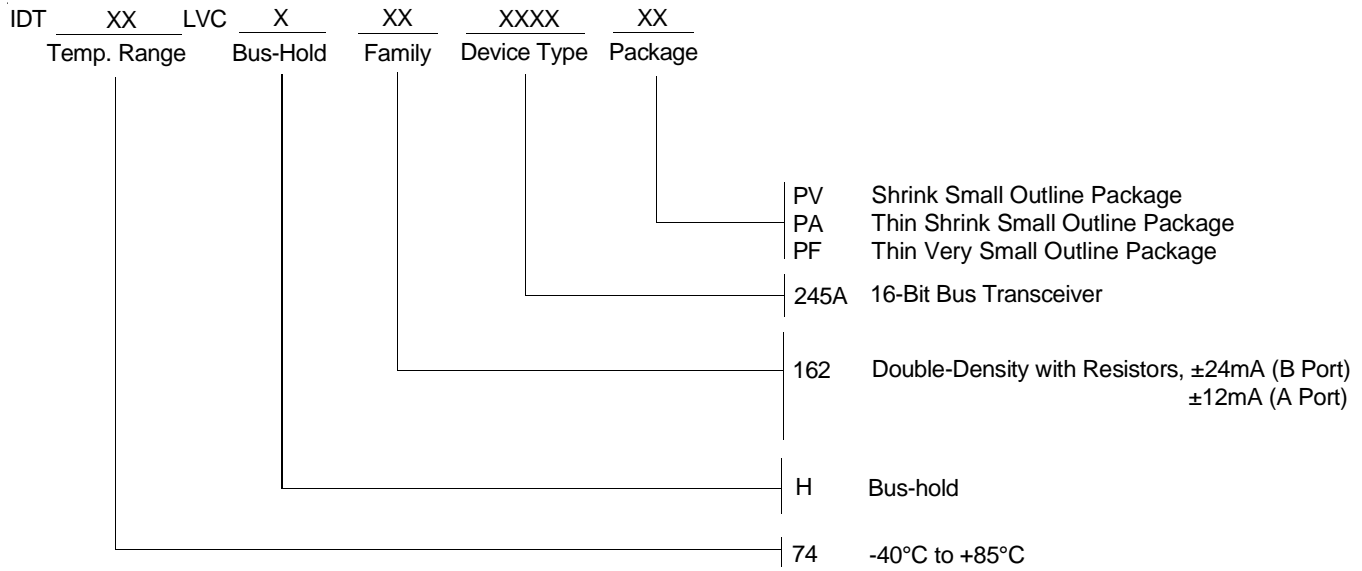 IDT XX LVC X XX XXXX XX
Temp. Range Bus-Hold Family Device Type Package
PV Shrink Small Outline Package
PA Thin Shrink Small Outline Package
PF Thin Very Small Outline Package
245A 16-Bit Bus Transceiver
162 Double-Density with Resistors, ±24mA (B Port)
±12mA (A Port)
H Bus-hold
74 -40°C to +85°C